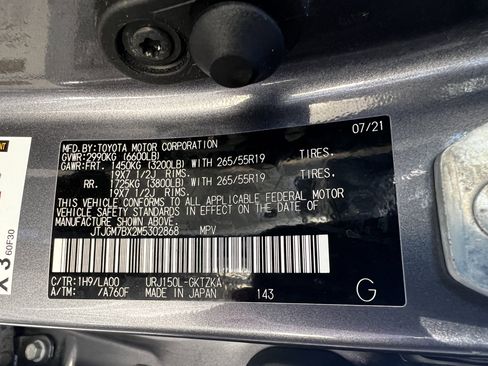 MFD.BY:TOYOTA MOTOR CORPORATION 07/21
GVWR:2990KG (6600LB)
GAWR:FRT. 1450KG (3200LB) WITH 265/55R19 TIRES.
19X7 1/2J RIMS.
RR. 1725KG (3800LB) WITH 265/55R19 TIRES.
19X7 1/2J RIMS.
THIS VEHICLE CONFORMS TO ALL APPLICABLE FEDERAL MOTOR
VEHICLE SAFETY STANDARDS IN EFFECT ON THE DATE OF
MANUFACTURE SHOWN ABOVE.
JTJGM7BX2M5302868 MPV
C/TR:1H9/LA00 URJ150L-GKTZKA
A/TM: /A760F MADE IN JAPAN 143 G
X 3 60F30